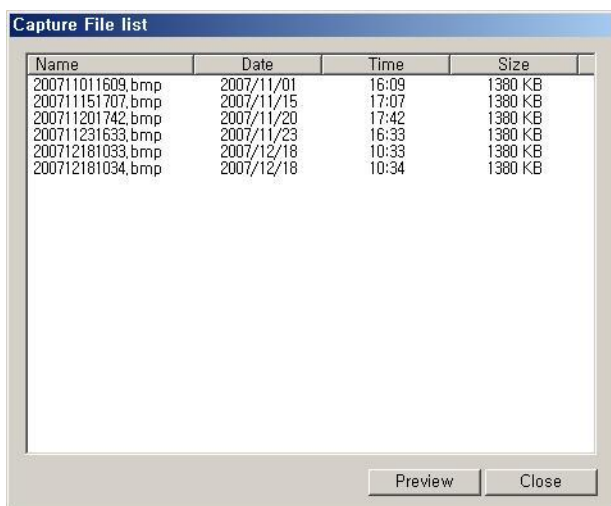 Capture File list
Name Date Time Size
200711011609.bmp 2007/11/01 16:09 1380 KB
200711151707.bmp 2007/11/15 17:07 1380 KB
200711201742.bmp 2007/11/20 17:42 1380 KB
200711231633.bmp 2007/11/23 16:33 1380 KB
200712181033.bmp 2007/12/18 10:33 1380 KB
200712181034.bmp 2007/12/18 10:34 1380 KB
Preview Close